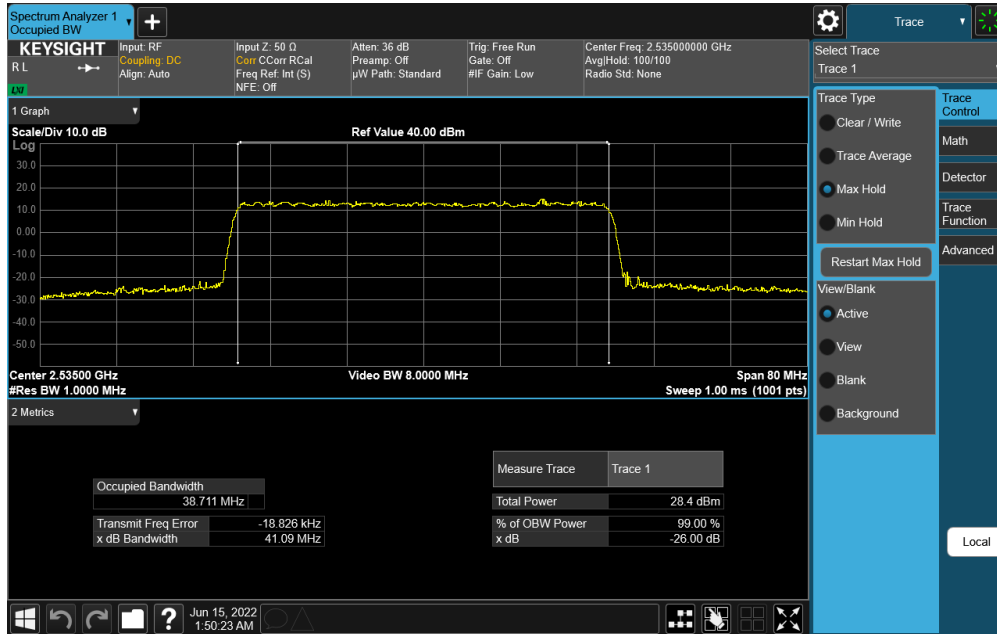 Spectrum Analyzer 1
Occupied BW
Trace
KEYSIGHT
R L
LXI
Input: RF
Coupling: DC
Align: Auto
Input Z: 50 Ω
Corr CCorr RCal
Freq Ref: Int (S)
NFE: Off
Atten: 36 dB
Preamp: Off
µW Path: Standard
Trig: Free Run
Gate: Off
#IF Gain: Low
Center Freq: 2.535000000 GHz
Avg|Hold: 100/100
Radio Std: None
Select Trace
Trace 1
1 Graph
Scale/Div 10.0 dB
Ref Value 40.00 dBm
Log
30.0
20.0
10.0
0.00
-10.0
-20.0
-30.0
-40.0
-50.0
Center 2.53500 GHz
Video BW 8.0000 MHz
Span 80 MHz
#Res BW 1.0000 MHz
Sweep 1.00 ms (1001 pts)
Trace Type
Clear / Write
Trace Average
Max Hold
Min Hold
Restart Max Hold
View/Blank
Active
View
Blank
Background
Trace
Control
Math
Detector
Trace
Function
Advanced
Local
2 Metrics
Occupied Bandwidth
38.711 MHz
Transmit Freq Error -18.826 kHz
x dB Bandwidth 41.09 MHz
Measure Trace Trace 1
Total Power 28.4 dBm
% of OBW Power 99.00 %
x dB -26.00 dB
?
Jun 15, 2022
1:50:23 AM